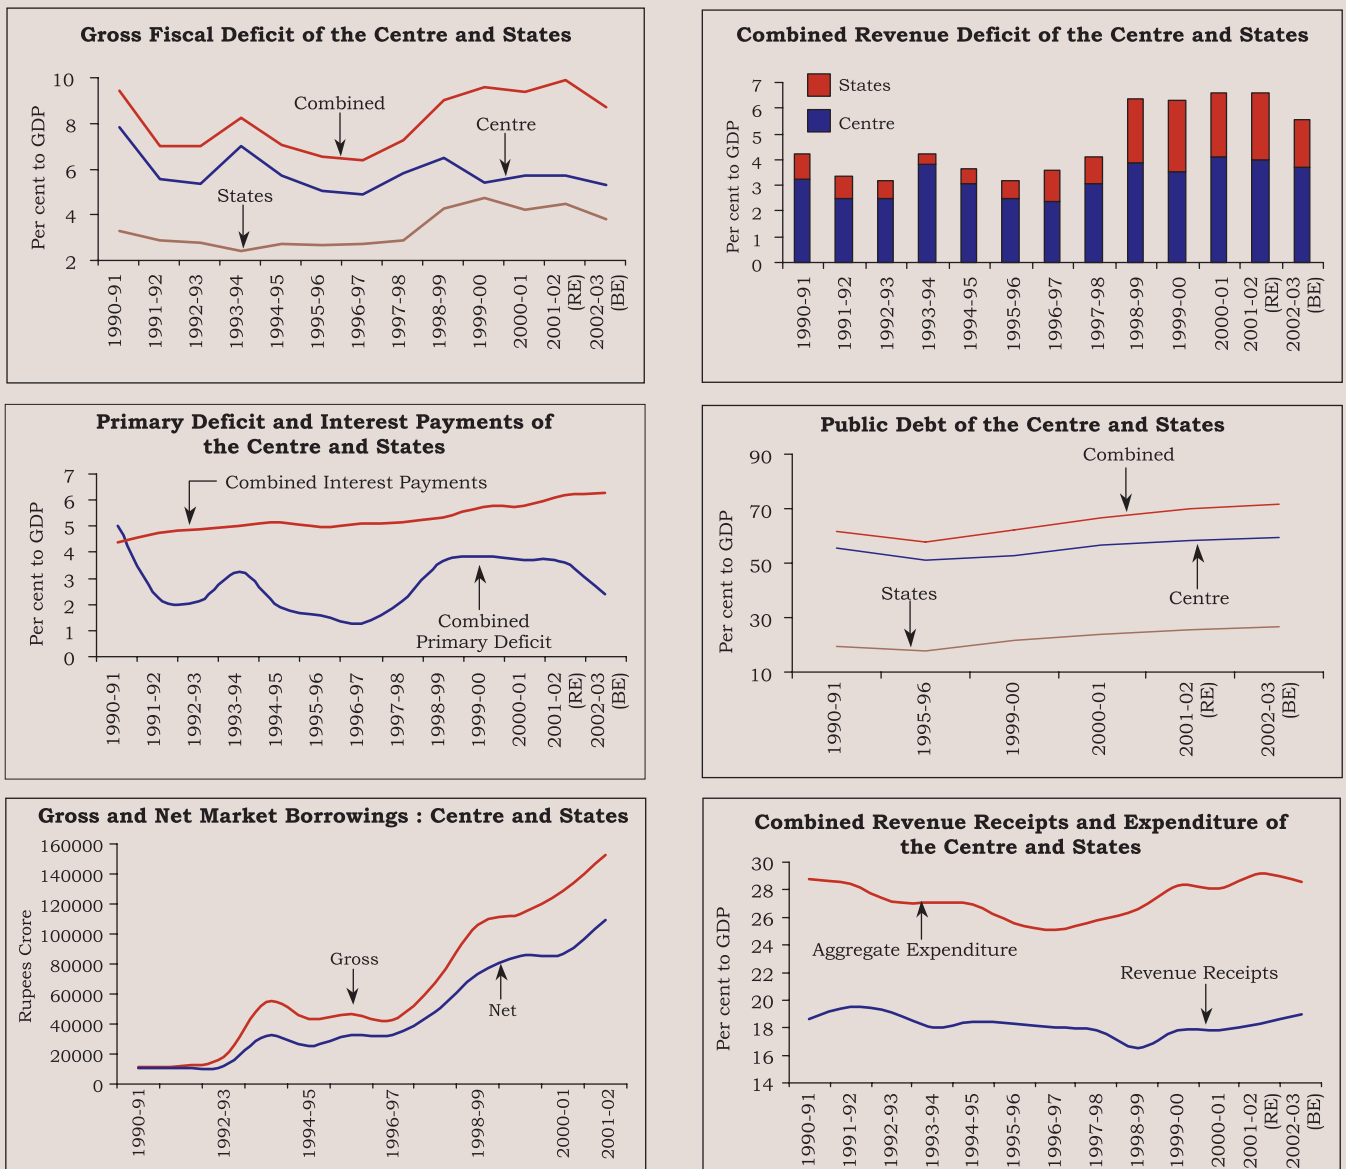 Gross Fiscal Deficit of the Centre and States
Per cent to GDP
10
8
6
4
2
Combined
Centre
States
1990-91
1991-92
1992-93
1993-94
1994-95
1995-96
1996-97
1997-98
1998-99
1999-00
2000-01
2001-02
(RE)
2002-03
(BE)
Combined Revenue Deficit of the Centre and States
Per cent to GDP
7
6
5
4
3
2
1
0
States
Centre
1990-91
1991-92
1992-93
1993-94
1994-95
1995-96
1996-97
1997-98
1998-99
1999-00
2000-01
2001-02
(RE)
2002-03
(BE)
Primary Deficit and Interest Payments of
the Centre and States
Per cent to GDP
7
6
5
4
3
2
1
0
Combined Interest Payments
Combined
Primary Deficit
1990-91
1991-92
1992-93
1993-94
1994-95
1995-96
1996-97
1997-98
1998-99
1999-00
2000-01
2001-02
(RE)
2002-03
(BE)
Public Debt of the Centre and States
Per cent to GDP
90
70
50
30
10
Combined
States
Centre
1990-91
1995-96
1999-00
2000-01
2001-02
(RE)
2002-03
(BE)
Gross and Net Market Borrowings : Centre and States
Rupees Crore
160000
140000
120000
100000
80000
60000
40000
20000
0
Gross
Net
1990-91
1992-93
1994-95
1996-97
1998-99
2000-01
2001-02
Combined Revenue Receipts and Expenditure of
the Centre and States
Per cent to GDP
30
28
26
24
22
20
18
16
14
Aggregate Expenditure
Revenue Receipts
1990-91
1991-92
1992-93
1993-94
1994-95
1995-96
1996-97
1997-98
1998-99
1999-00
2000-01
2001-02
(RE)
2002-03
(BE)